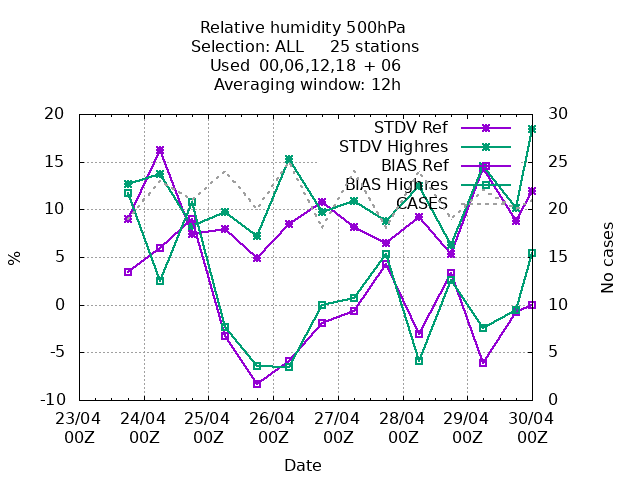 Relative humidity 500hPa
Selection: ALL 25 stations
Used 00,06,12,18 + 06
Averaging window: 12h
20
15
10
5
0
-5
-10
%
STDV Ref
STDV Highres
BIAS Ref
BIAS Highres
CASES
30
25
20
15
10
5
0
No cases
23/04 24/04 25/04 26/04 27/04 28/04 29/04 30/04
00Z 00Z 00Z 00Z 00Z 00Z 00Z 00Z
Date